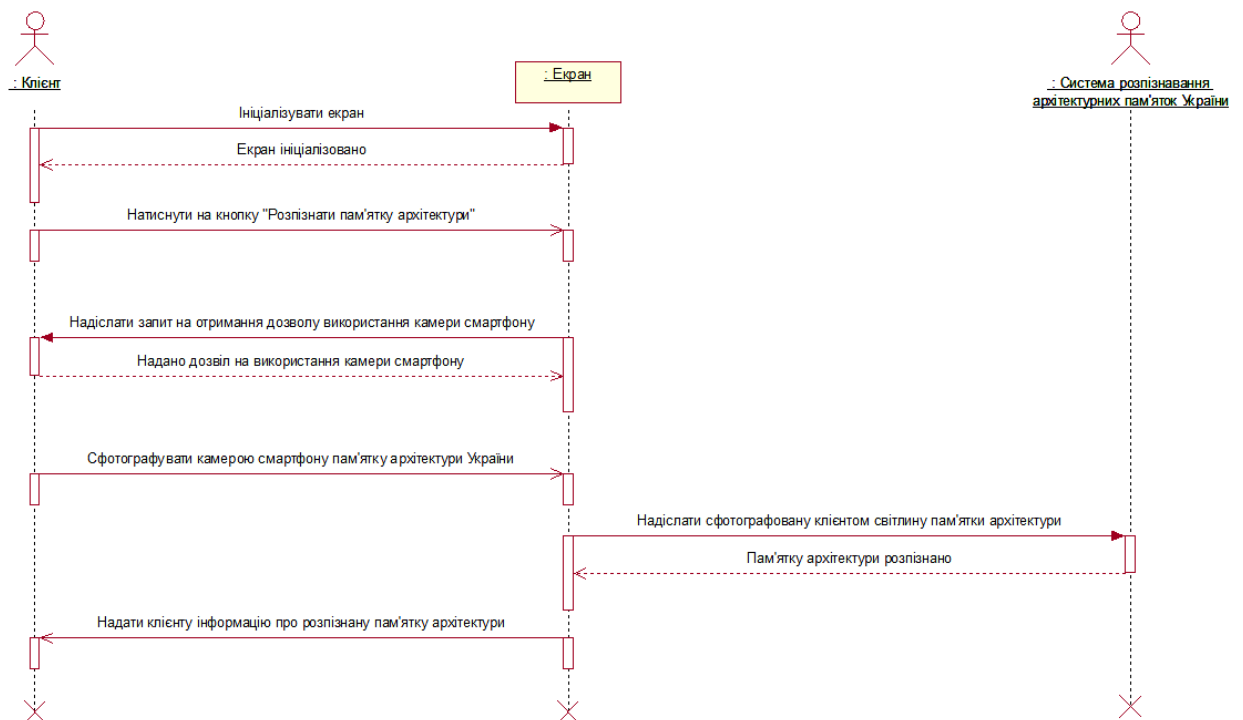 : Клієнт
: Екран
: Система розпізнавання
архітектурних пам'яток України
Ініціалізувати екран
Екран ініціалізовано
Натиснути на кнопку "Розпізнати пам'ятку архітектури"
Надіслати запит на отримання дозволу використання камери смартфону
Надано дозвіл на використання камери смартфону
Сфотографувати камерою смартфону пам'ятку архітектури України
Надіслати сфотографовану клієнтом світлину пам'ятки архітектури
Пам'ятку архітектури розпізнано
Надати клієнту інформацію про розпізнану пам'ятку архітектури